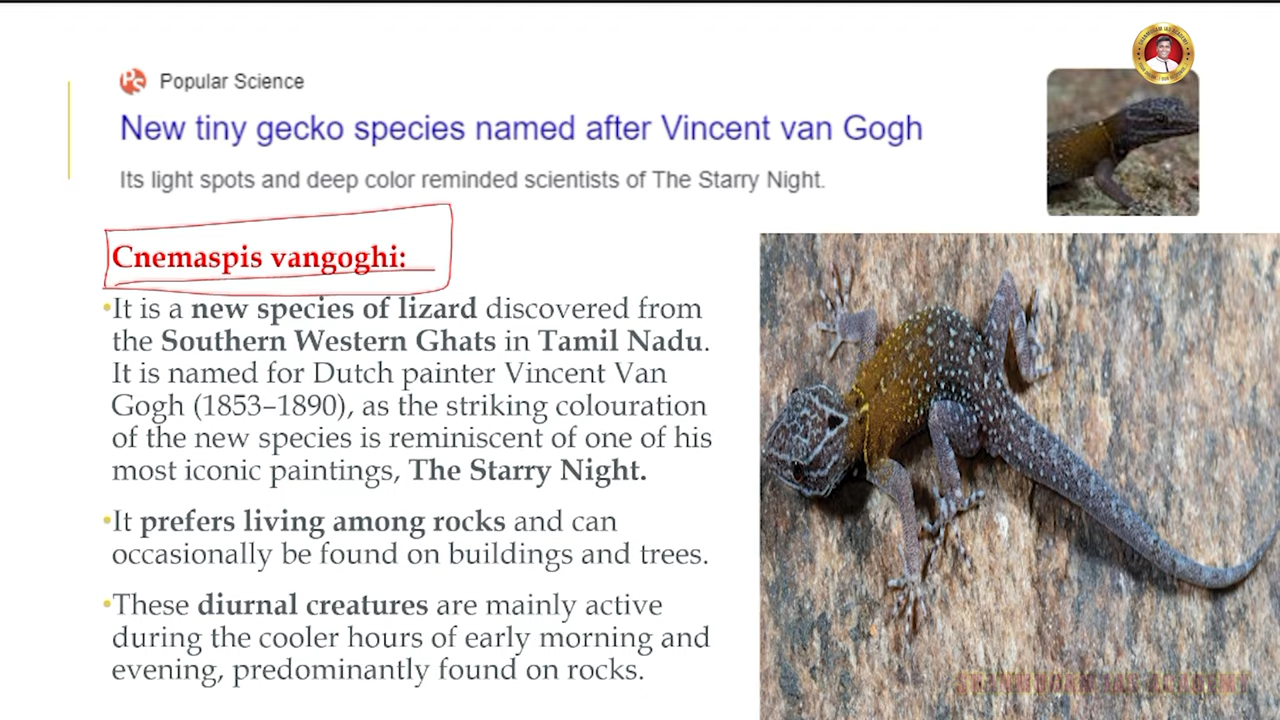 Popular Science
New tiny gecko species named after Vincent van Gogh
Its light spots and deep color reminded scientists of The Starry Night.
Cnemaspis vangoghi:
•It is a new species of lizard discovered from
the Southern Western Ghats in Tamil Nadu.
It is named for Dutch painter Vincent Van
Gogh (1853–1890), as the striking colouration
of the new species is reminiscent of one of his
most iconic paintings, The Starry Night.
•It prefers living among rocks and can
occasionally be found on buildings and trees.
•These diurnal creatures are mainly active
during the cooler hours of early morning and
evening, predominantly found on rocks.
SHANMUGAM IAS ACADEMY